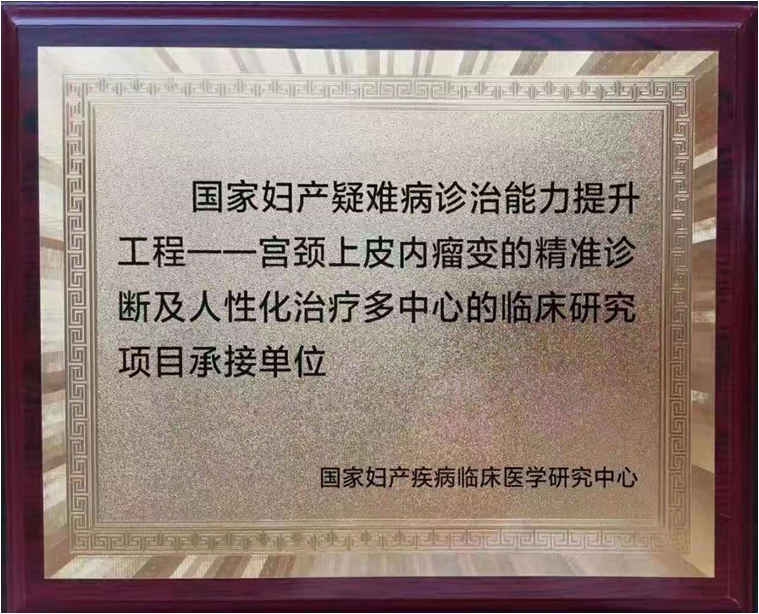 国家妇产疑难病诊治能力提升
工程——宫颈上皮内瘤变的精准诊
断及人性化治疗多中心的临床研究
项目承接单位
国家妇产疾病临床医学研究中心